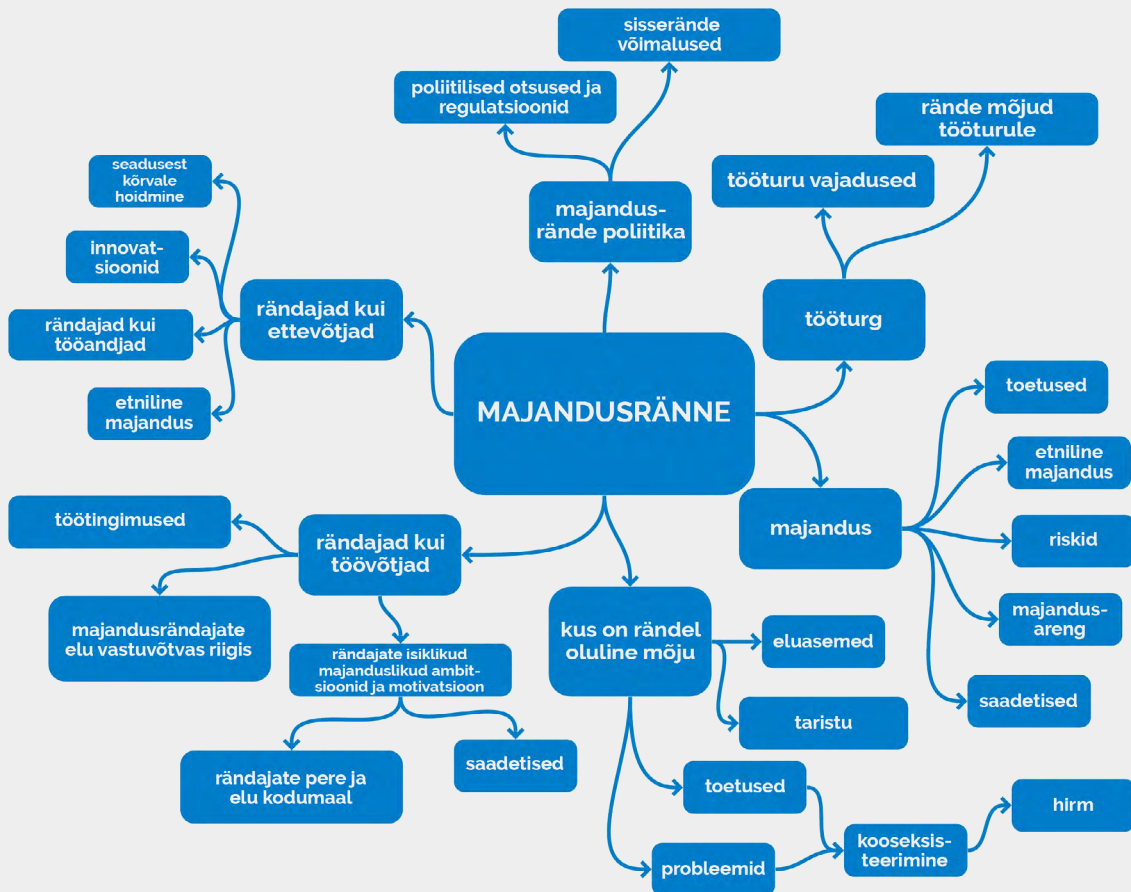 sisserände
võimalused
poliitilised otsused ja
regulatsioonid
rände mõjud
tööturule
seadusest
kõrvale
hoidmine
tööturu vajadused
majandus-
rände poliitika
innovat-
sioonid
rändajad kui
ettevõtjad
tööturg
rändajad kui
tööandjad
MAJANDUSRÄNNE
toetused
etniline
majandus
etniline
majandus
töötingimused
majandus
riskid
rändajad kui
töövõtjad
majandus-
areng
majandusrändajate
elu vastuvõtvas riigis
kus on rändel
oluline mõju
eluasemed
rändajate isiklikud
majanduslikud ambit-
sioonid ja motivatsioon
saadetised
taristu
rändajate pere ja
elu kodumaal
saadetised
toetused
hirm
kooseksis-
teerimine
probleemid